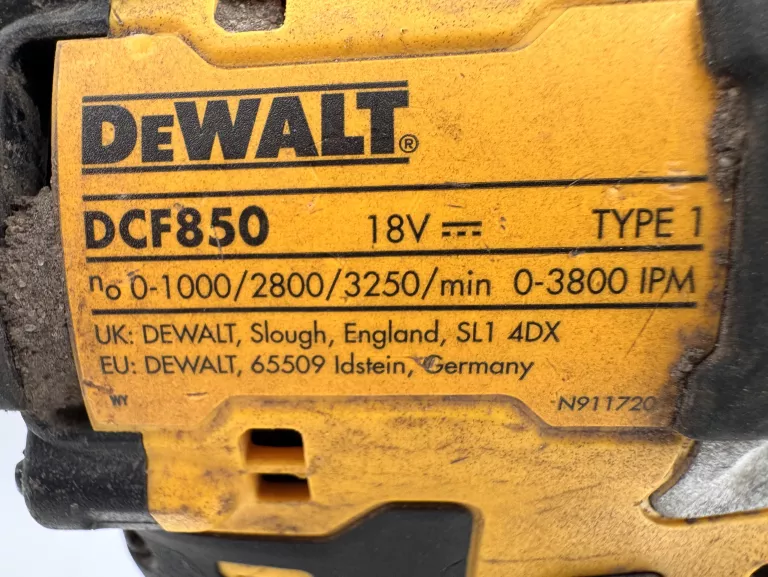 DEWALT®
DCF850 18V ⎓ TYPE 1
n₀ 0-1000/2800/3250/min 0-3800 IPM
UK: DEWALT, Slough, England, SL1 4DX
EU: DEWALT, 65509 Idstein, Germany
WY N911720